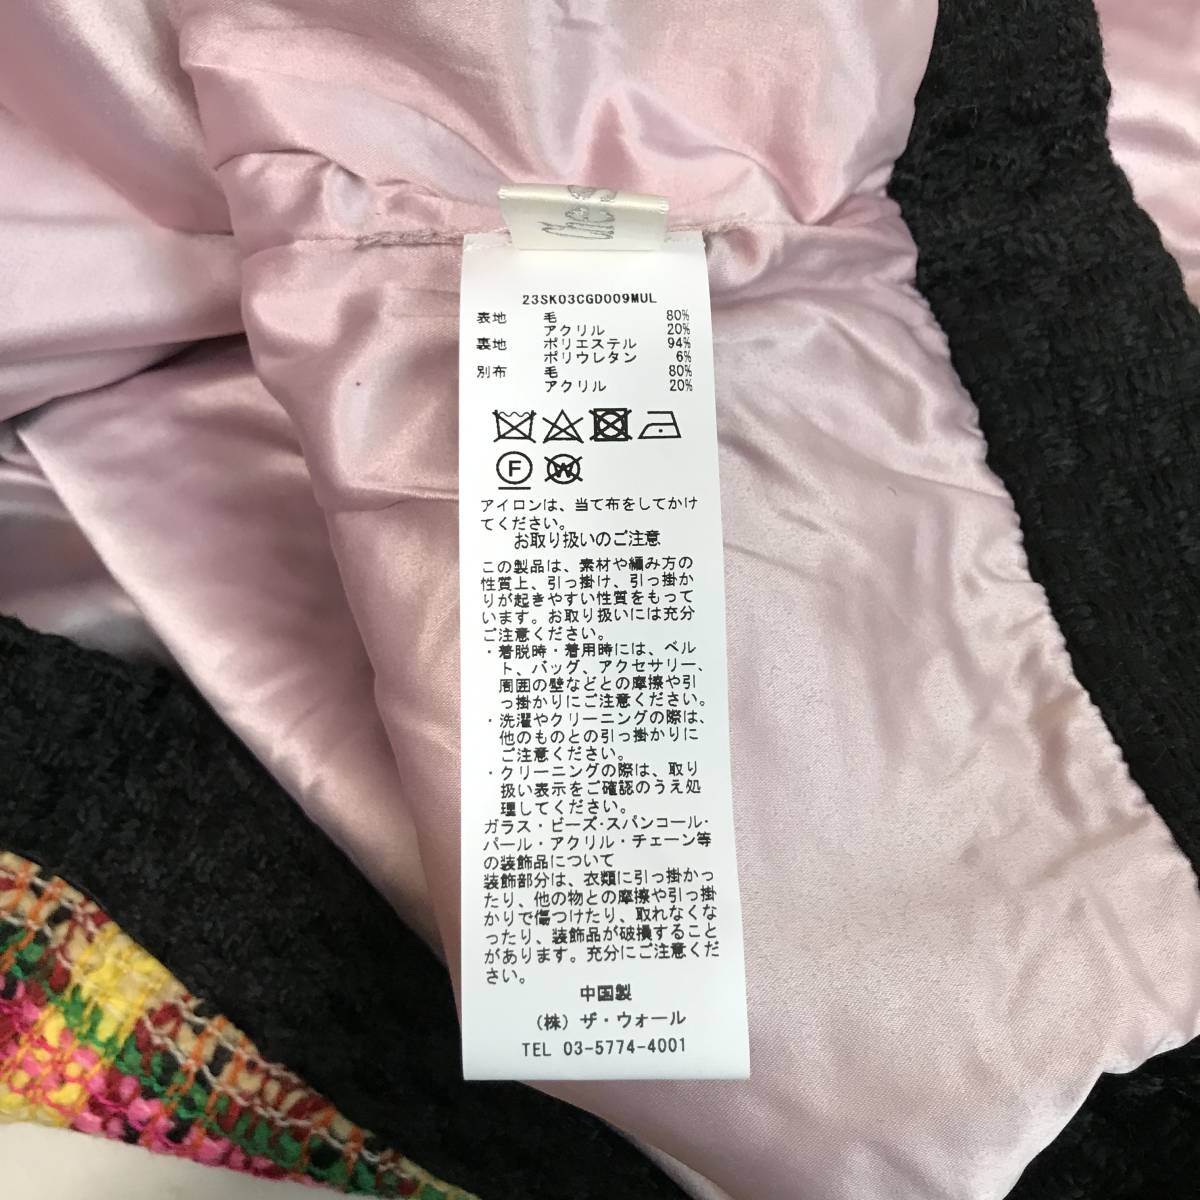 23SK03CGD009MUL
表地 毛 80%
アクリル 20%
裏地 ポリエステル 94%
ポリウレタン 6%
別布 毛 80%
アクリル 20%
F W
アイロンは、当て布をしてかけ
てください。
お取り扱いのご注意
この製品は、素材や編み方の
性質上、引っ掛け、引っ掛か
りが起きやすい性質をもって
います。お取り扱いには充分
ご注意ください。
・着脱時・着用時には、ベル
ト、バッグ、アクセサリー、
周囲の壁などとの摩擦や引
っ掛かりにご注意ください。
・洗濯やクリーニングの際は、
他のものとの引っ掛かりに
ご注意ください。
・クリーニングの際は、取り
扱い表示をご確認のうえ処
理してください。
ガラス・ビーズ・スパンコール・
パール・アクリル・チェーン等
の装飾品について
装飾部分は、衣類に引っ掛かっ
たり、他の物との摩擦や引っ掛
かりで傷つけたり、取れなくな
ったり、装飾品が破損すること
があります。充分にご注意くだ
さい。
中国製
（株）ザ・ウォール
TEL 03-5774-4001